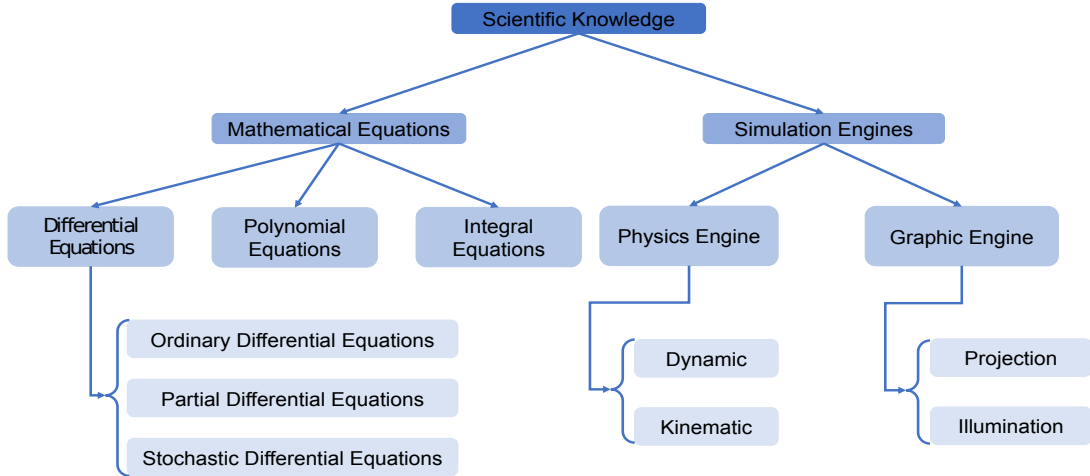 Scientific Knowledge
Mathematical Equations
Simulation Engines
Differential
Equations
Polynomial
Equations
Integral
Equations
Physics Engine
Graphic Engine
Ordinary Differential Equations
Partial Differential Equations
Stochastic Differential Equations
Dynamic
Kinematic
Projection
Illumination